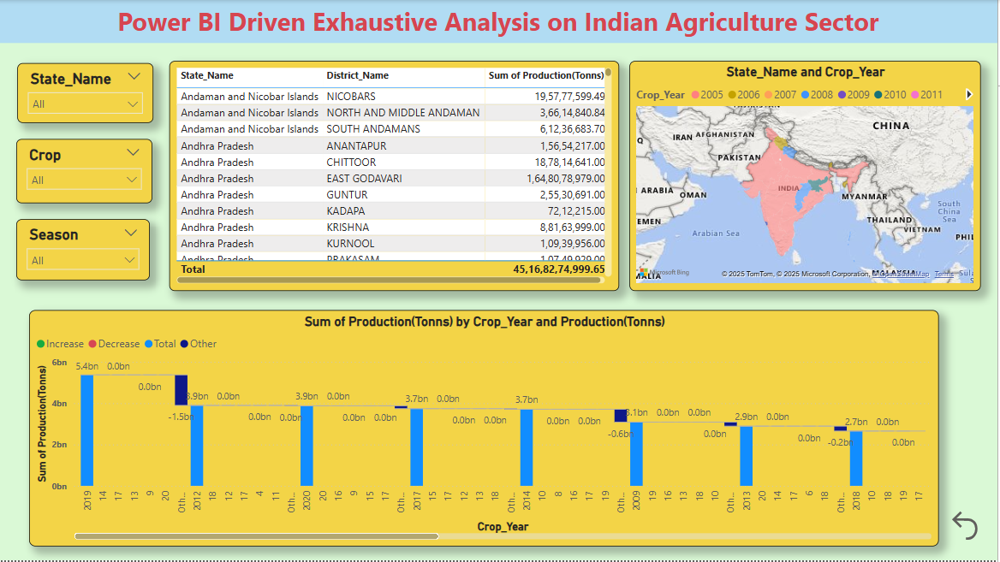 Power BI Driven Exhaustive Analysis on Indian Agriculture Sector
State_Name
All
Crop
All
Season
All
State_Name District_Name Sum of Production(Tonns)
Andaman and Nicobar Islands NICOBARS 19,57,77,599.49
Andaman and Nicobar Islands NORTH AND MIDDLE ANDAMAN 3,66,14,840.84
Andaman and Nicobar Islands SOUTH ANDAMANS 6,12,36,683.70
Andhra Pradesh ANANTAPUR 1,56,54,217.00
Andhra Pradesh CHITTOOR 18,78,14,641.00
Andhra Pradesh EAST GODAVARI 1,64,80,78,979.00
Andhra Pradesh GUNTUR 2,55,30,691.00
Andhra Pradesh KADAPA 72,12,215.00
Andhra Pradesh KRISHNA 8,81,63,999.00
Andhra Pradesh KURNOOL 1,09,39,956.00
Andhra Pradesh PRAKASAM 1,07,49,929.00
Total 45,16,82,74,999.65
State_Name and Crop_Year
Crop_Year 2005 2006 2007 2008 2009 2010 2011
CHINA
IRAN AFGHANISTAN
PAKISTAN
ARABIA OMAN
INDIA
MYANMAR
EMEN
Arabian Sea
THAILAND
VIETNAM
South
China
Sea
PHIL
Microsoft Bing
© 2025 TomTom, © 2025 Microsoft Corporation, © OpenStreetMap Terms
MALAYSIA
Sum of Production(Tonns) by Crop_Year and Production(Tonns)
Increase Decrease Total Other
Sum of Production(Tonns)
6bn
4bn
2bn
0bn
5.4bn 0.0bn 0.0bn -1.5bn 3.9bn 0.0bn 0.0bn 0.0bn 3.9bn 0.0bn 0.0bn 0.0bn 3.7bn 0.0bn 0.0bn 0.0bn 3.7bn 0.0bn 0.0bn -0.6bn 3.1bn 0.0bn 0.0bn 0.0bn 2.9bn 0.0bn 0.0bn -0.2bn 2.7bn 0.0bn 0.0bn
2019 14 17 13 9 20 Oth... 2012 18 12 17 4 11 Oth... 2020 20 16 9 15 17 Oth... 2017 15 17 12 13 18 Oth... 2014 10 8 16 17 19 Oth... 2009 19 16 13 18 10 Oth... 2013 20 14 17 6 18 Oth... 2018 10 18 19 17
Crop_Year